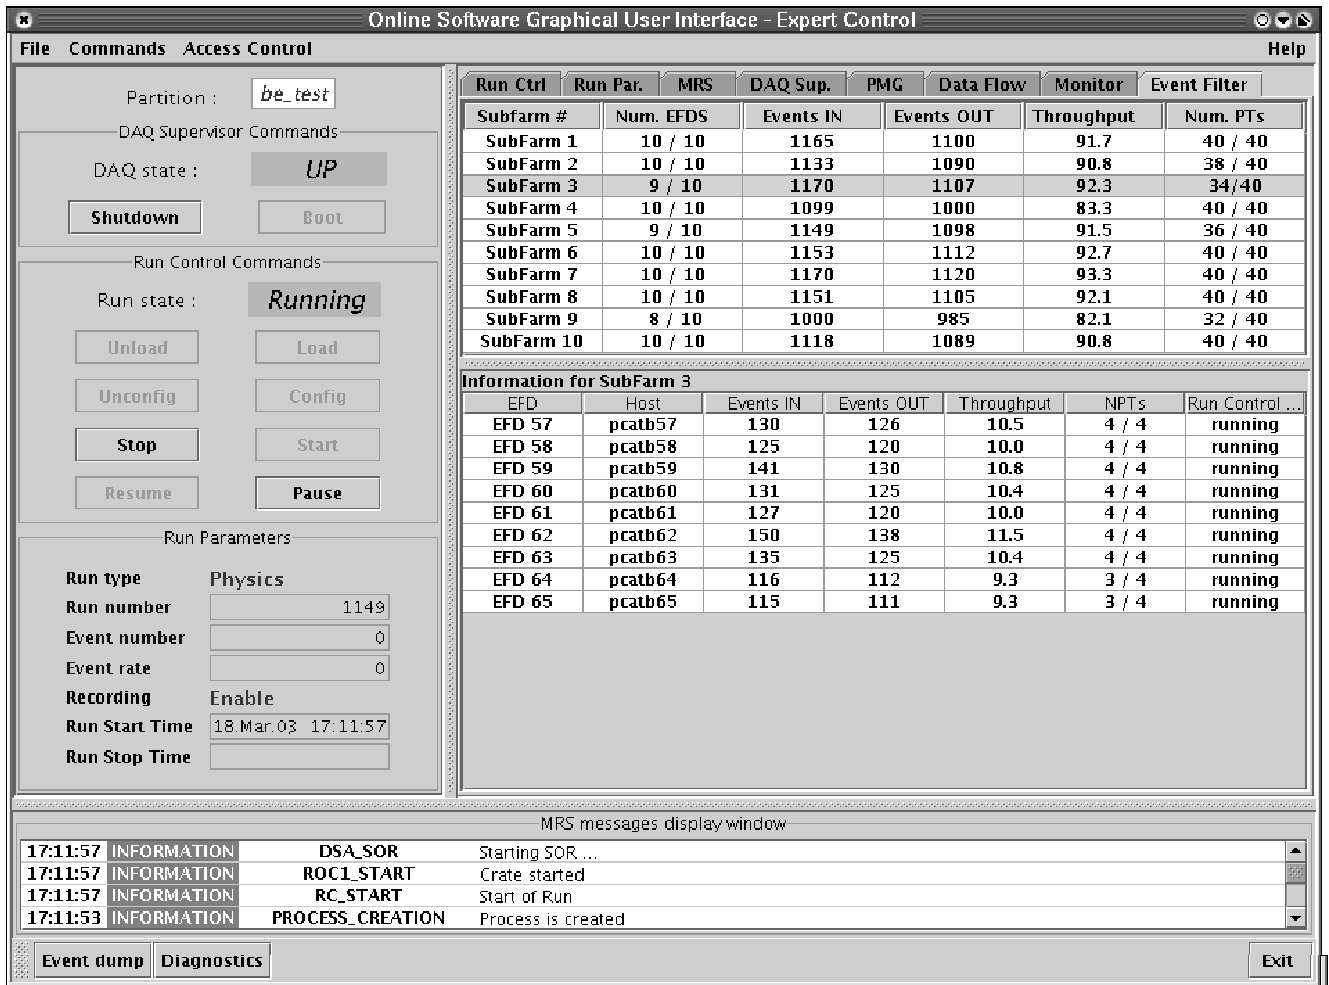 Online Software Graphical User Interface - Expert Control
File Commands Access Control Help
Partition : be_test
DAQ Supervisor Commands
DAQ state : UP
Shutdown Boot
Run Control Commands
Run state : Running
Unload Load
Unconfig Config
Stop Start
Resume Pause
Run Parameters
Run type Physics
Run number 1149
Event number 0
Event rate 0
Recording Enable
Run Start Time 18.Mar.03 17:11:57
Run Stop Time
Run Ctrl Run Par. MRS DAQ Sup. PMG Data Flow Monitor Event Filter
Subfarm # Num. EFDS Events IN Events OUT Throughput Num. PTs
SubFarm 1 10 / 10 1165 1100 91.7 40 / 40
SubFarm 2 10 / 10 1133 1090 90.8 38 / 40
SubFarm 3 9 / 10 1170 1107 92.3 34/40
SubFarm 4 10 / 10 1099 1000 83.3 40 / 40
SubFarm 5 9 / 10 1149 1098 91.5 36 / 40
SubFarm 6 10 / 10 1153 1112 92.7 40 / 40
SubFarm 7 10 / 10 1170 1120 93.3 40 / 40
SubFarm 8 10 / 10 1151 1105 92.1 40 / 40
SubFarm 9 8 / 10 1000 985 82.1 32 / 40
SubFarm 10 10 / 10 1118 1089 90.8 40 / 40
Information for SubFarm 3
EFD Host Events IN Events OUT Throughput NPTs Run Control ...
EFD 57 pcatb57 130 126 10.5 4 / 4 running
EFD 58 pcatb58 125 120 10.0 4 / 4 running
EFD 59 pcatb59 141 130 10.8 4 / 4 running
EFD 60 pcatb60 131 125 10.4 4 / 4 running
EFD 61 pcatb61 127 120 10.0 4 / 4 running
EFD 62 pcatb62 150 138 11.5 4 / 4 running
EFD 63 pcatb63 135 125 10.4 4 / 4 running
EFD 64 pcatb64 116 112 9.3 3 / 4 running
EFD 65 pcatb65 115 111 9.3 3 / 4 running
MRS messages display window
17:11:57 INFORMATION DSA_SOR Starting SOR ...
17:11:57 INFORMATION ROC1_START Crate started
17:11:57 INFORMATION RC_START Start of Run
17:11:53 INFORMATION PROCESS_CREATION Process is created
Event dump Diagnostics Exit